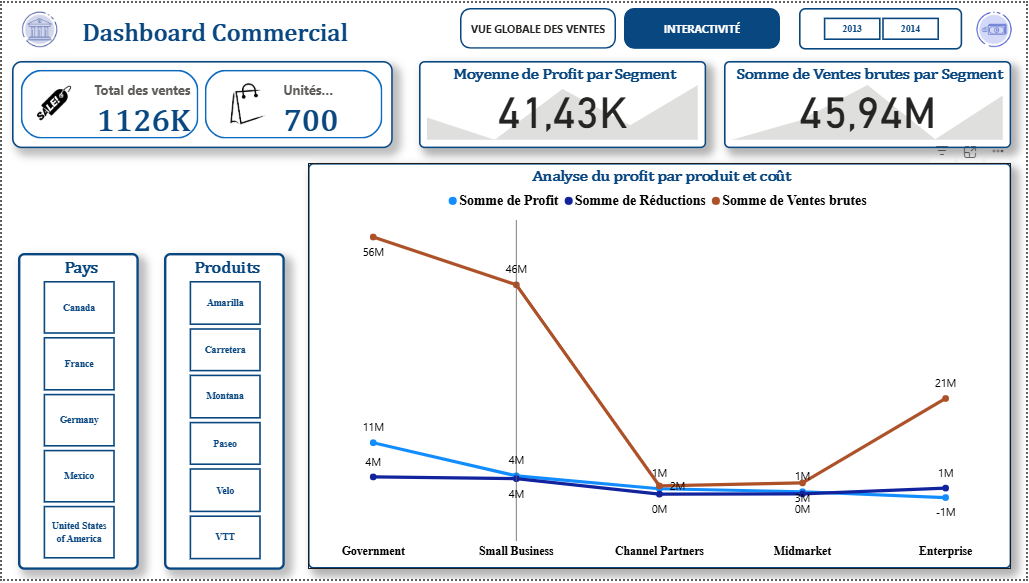 Dashboard Commercial
VUE GLOBALE DES VENTES
INTERACTIVITÉ
2013
2014
SALE!
Total des ventes
1126K
Unités...
700
Moyenne de Profit par Segment
41,43K
Somme de Ventes brutes par Segment
45,94M
Analyse du profit par produit et coût
Somme de Profit
Somme de Réductions
Somme de Ventes brutes
56M
46M
21M
11M
4M
4M
4M
1M
2M
0M
1M
3M
0M
1M
-1M
Government
Small Business
Channel Partners
Midmarket
Enterprise
Pays
Canada
France
Germany
Mexico
United States
of America
Produits
Amarilla
Carretera
Montana
Paseo
Velo
VTT